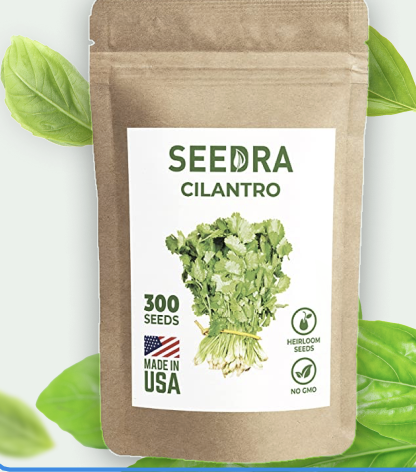 SEEDRA
CILANTRO
300
SEEDS
MADE IN
USA
HEIRLOOM
SEEDS
NO GMO